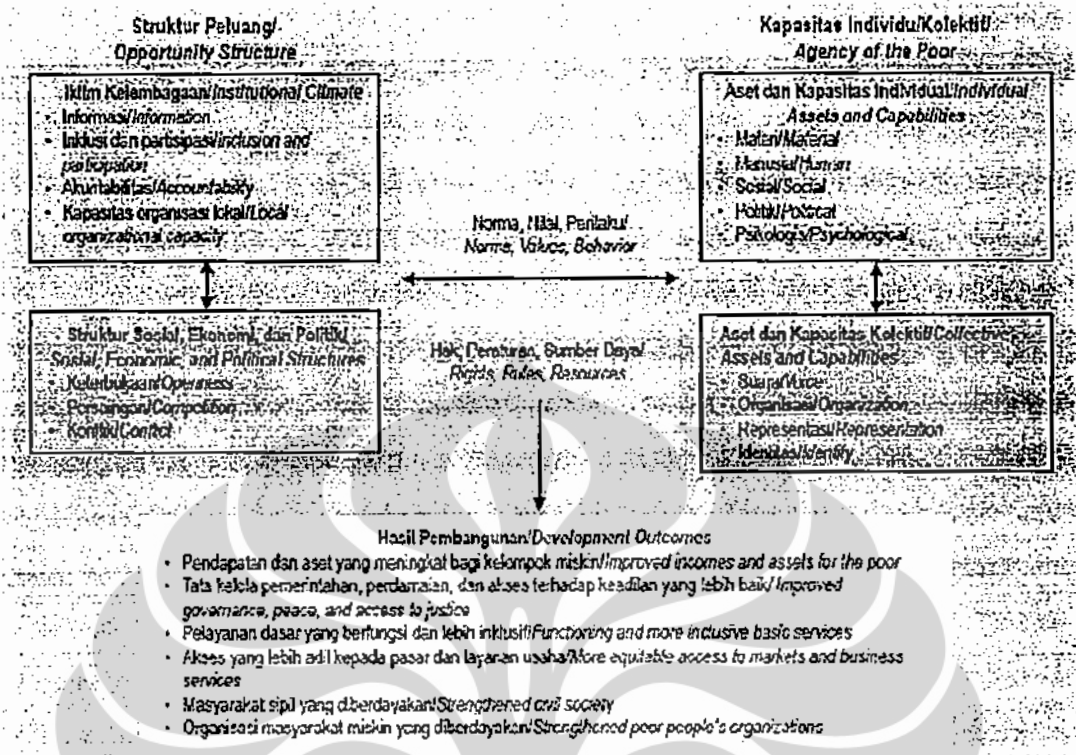 Struktur Peluang/
Opportunity Structure
Iklim Kelembagaan/Institutional Climate
• Informasi/Information
• Inklusi dan partisipasi/Inclusion and
participation
• Akuntabilitas/Accountability
• Kapasitas organisasi lokal/Local
organizational capacity
Struktur Sosial, Ekonomi, dan Politik/
Sosial, Economic, and Political Structures
• Keterbukaan/Openness
• Persaingan/Competition
• Konflik/Conflict
Norma, Nilai, Perilaku/
Norms, Values, Behavior
Hak, Peraturan, Sumber Daya/
Rights, Rules, Resources
Kapasitas Individu/Kolektif/
Agency of the Poor
Aset dan Kapasitas Individual/Individual
Assets and Capabilities
• Materi/Material
• Manusia/Human
• Sosial/Social
• Politik/Political
• Psikologis/Psychological
Aset dan Kapasitas Kolektif/Collective
Assets and Capabilities
• Suara/Voice
• Organisasi/Organization
• Representasi/Representation
• Identitas/Identity
Hasil Pembangunan/Development Outcomes
• Pendapatan dan aset yang meningkat bagi kelompok miskin/Improved incomes and assets for the poor
• Tata kelola pemerintahan, perdamaian, dan akses terhadap keadilan yang lebih baik/ Improved
governance, peace, and access to justice
• Pelayanan dasar yang berfungsi dan lebih inklusif/Functioning and more inclusive basic services
• Akses yang lebih adil kepada pasar dan layanan usaha/More equitable access to markets and business
services
• Masyarakat sipil yang diberdayakan/Strengthened civil society
• Organisasi masyarakat miskin yang diberdayakan/Strengthened poor people's organizations